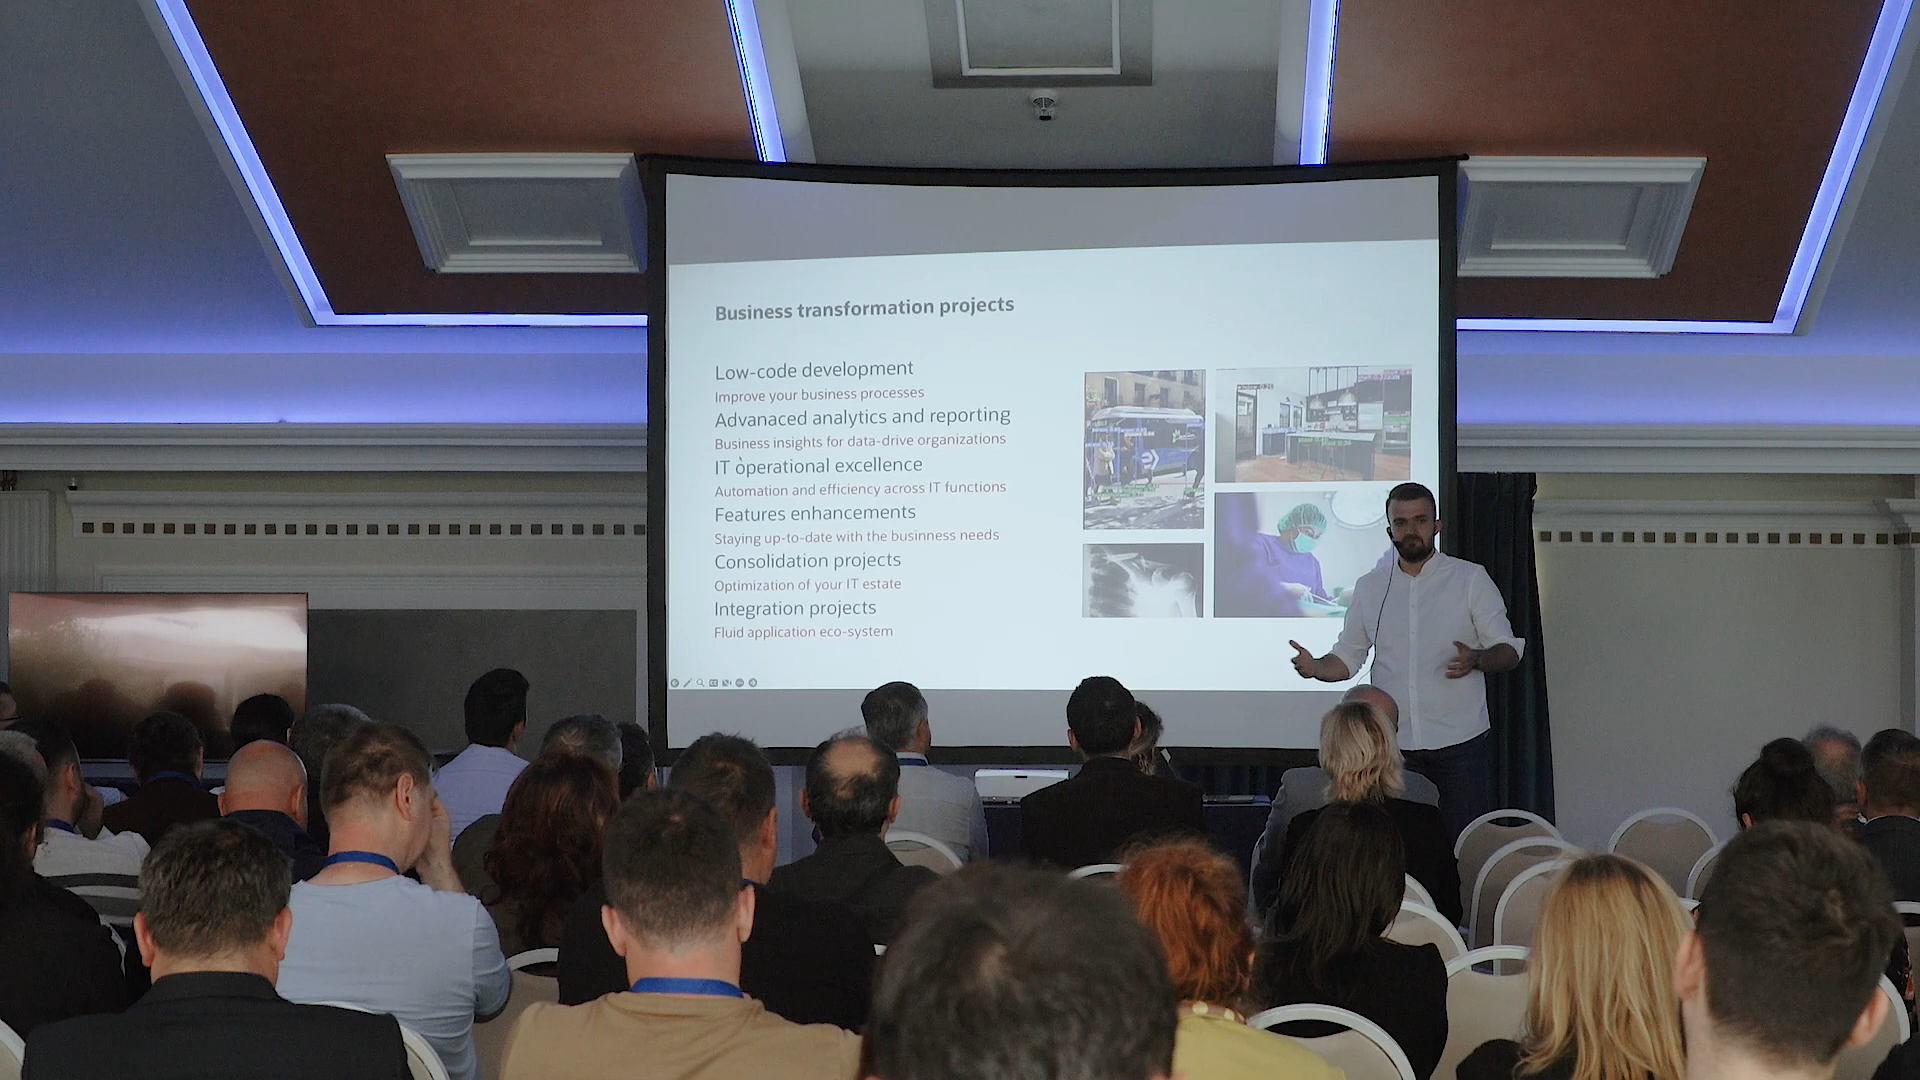 Business transformation projects
Low-code development
Improve your business processes
Advanaced analytics and reporting
Business insights for data-drive organizations
IT operational excellence
Automation and efficiency across IT functions
Features enhancements
Staying up-to-date with the businness needs
Consolidation projects
Optimization of your IT estate
Integration projects
Fluid application eco-system